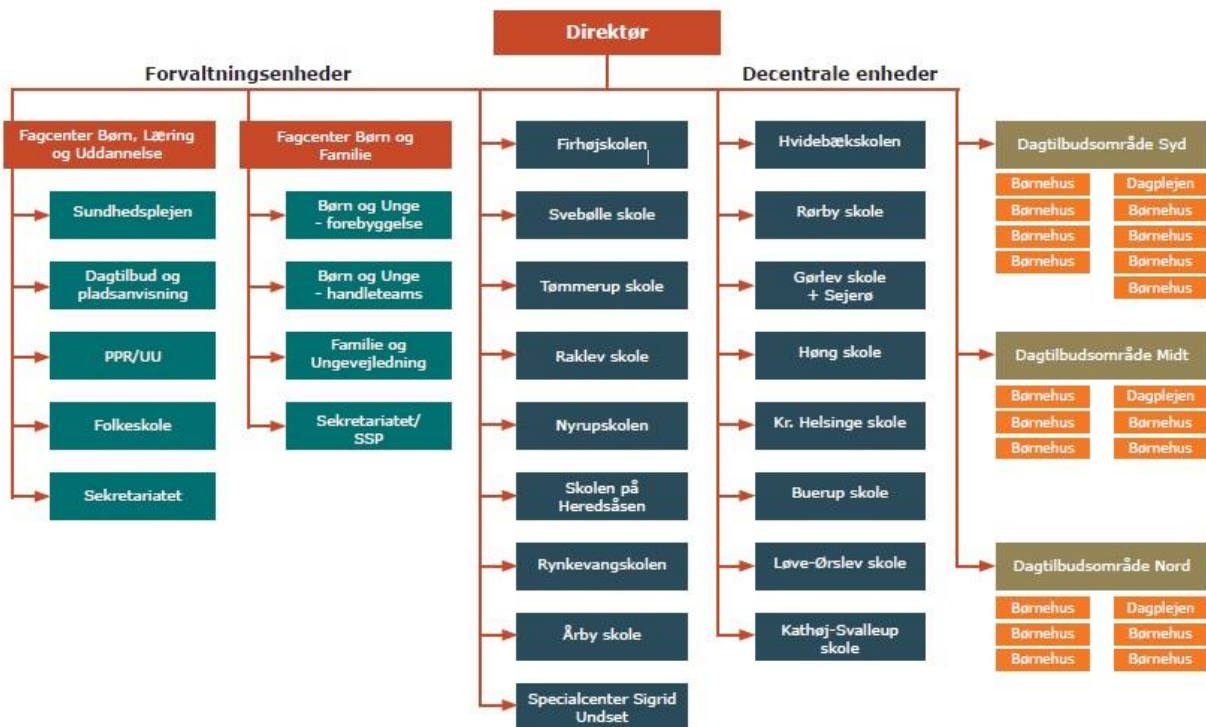 Direktør
Forvaltningsenheder
Decentrale enheder
Fagcenter Børn, Læring
og Uddannelse
Sundhedsplejen
Dagtilbud og
pladsanvisning
PPR/UU
Folkeskole
Sekretariatet
Fagcenter Børn og
Familie
Børn og Unge
- forebyggelse
Børn og Unge
- handleteams
Familie og
Ungevejledning
Sekretariatet/
SSP
Firhøjskolen
Svebølle skole
Tømmerup skole
Raklev skole
Nyrupskolen
Skolen på
Heredsåsen
Rynkevangskolen
Årby skole
Specialcenter Sigrid
Undset
Hvidebækskolen
Rørby skole
Gørlev skole
+ Sejerø
Høng skole
Kr. Helsinge skole
Buerup skole
Løve-Ørslev skole
Kathøj-Svalleup
skole
Dagtilbudsområde Syd
Børnehus
Dagplejen
Børnehus
Børnehus
Børnehus
Børnehus
Børnehus
Børnehus
Børnehus
Dagtilbudsområde Midt
Børnehus
Dagplejen
Børnehus
Børnehus
Børnehus
Børnehus
Dagtilbudsområde Nord
Børnehus
Dagplejen
Børnehus
Børnehus
Børnehus
Børnehus